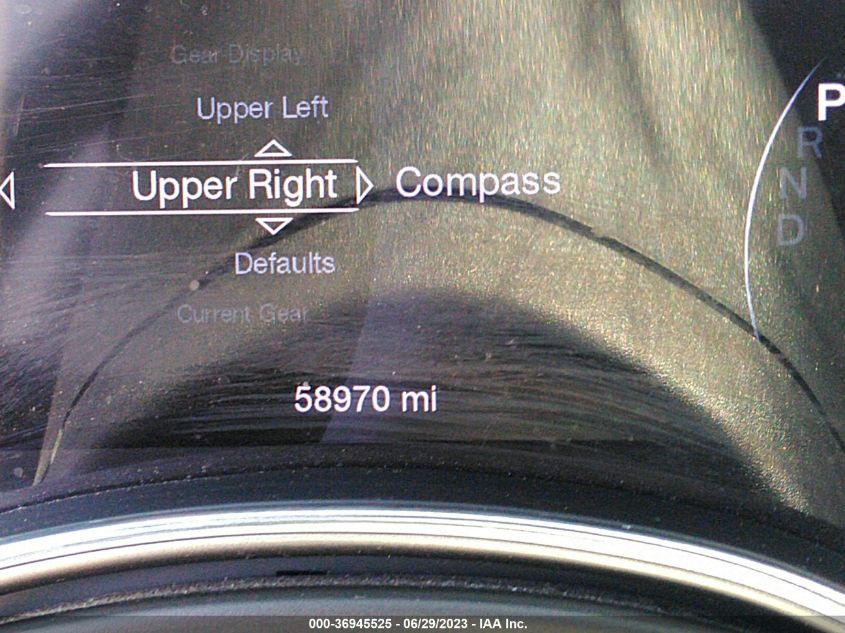 Gear Display
Upper Left
Upper Right Compass
Defaults
Current Gear
58970 mi
P
R
N
D
000-36945525 - 06/29/2023 - IAA Inc.